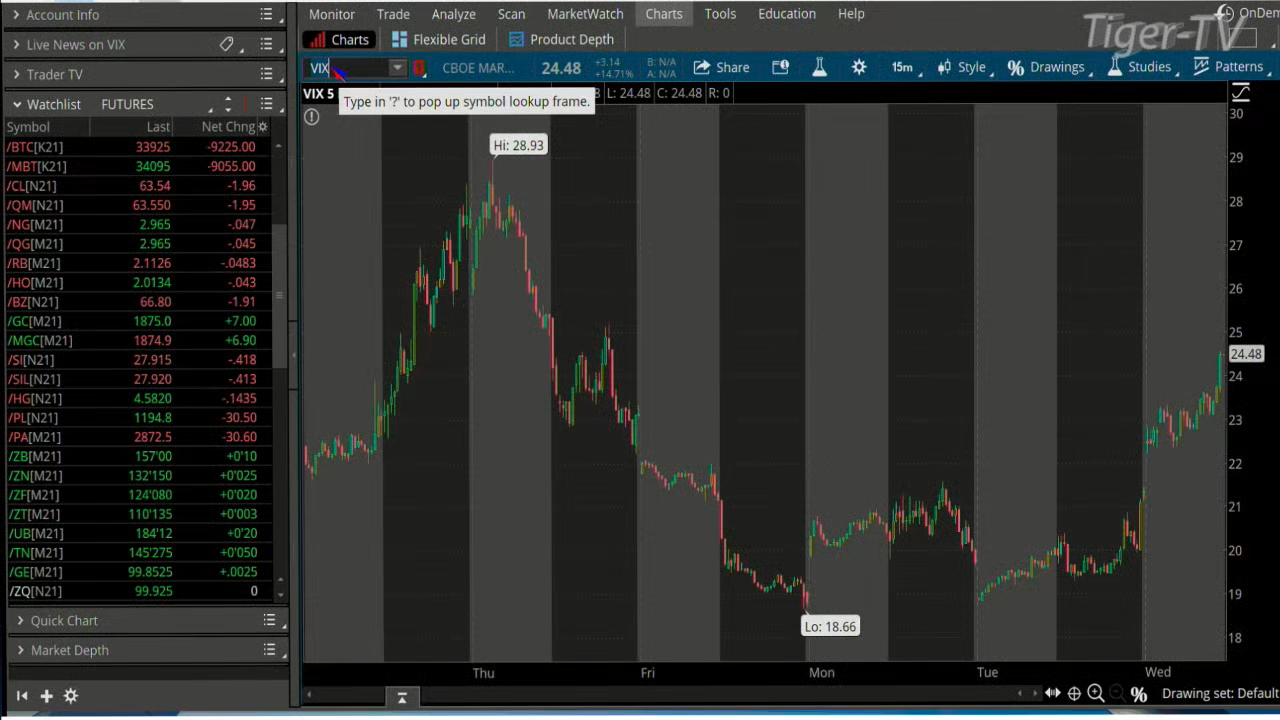 Account Info
Live News on VIX
Trader TV
Watchlist FUTURES
Symbol Last Net Chng
/BTC[K21] 33925 -9225.00
/MBT[K21] 34095 -9055.00
/CL[N21] 63.54 -1.96
/QM[N21] 63.550 -1.95
/NG[M21] 2.965 -.047
/QG[M21] 2.965 -.045
/RB[M21] 2.1126 -.0483
/HO[M21] 2.0134 -.043
/BZ[N21] 66.80 -1.91
/GC[M21] 1875.0 +7.00
/MGC[M21] 1874.9 +6.90
/SI[N21] 27.915 -.418
/SIL[N21] 27.920 -.413
/HG[N21] 4.5820 -.1435
/PL[N21] 1194.8 -30.50
/PA[M21] 2872.5 -30.60
/ZB[M21] 157'00 +0'10
/ZN[M21] 132'150 +0'025
/ZF[M21] 124'080 +0'020
/ZT[M21] 110'135 +0'003
/UB[M21] 184'12 +0'20
/TN[M21] 145'275 +0'050
/GE[M21] 99.8525 +.0025
/ZQ[N21] 99.925 0
Quick Chart
Market Depth
Monitor Trade Analyze Scan MarketWatch Charts Tools Education Help
OnDem
Tiger-TV
Charts Flexible Grid Product Depth
VIX CBOE MAR... 24.48 +3.14 +14.71% B: N/A A: N/A Share 15m Style Drawings Studies Patterns
VIX 5 8 L: 24.48 C: 24.48 R: 0
Type in '?' to pop up symbol lookup frame.
Hi: 28.93
30
29
28
27
26
25
24.48
24
23
22
21
20
19
18
Lo: 18.66
Thu Fri Mon Tue Wed
Drawing set: Default